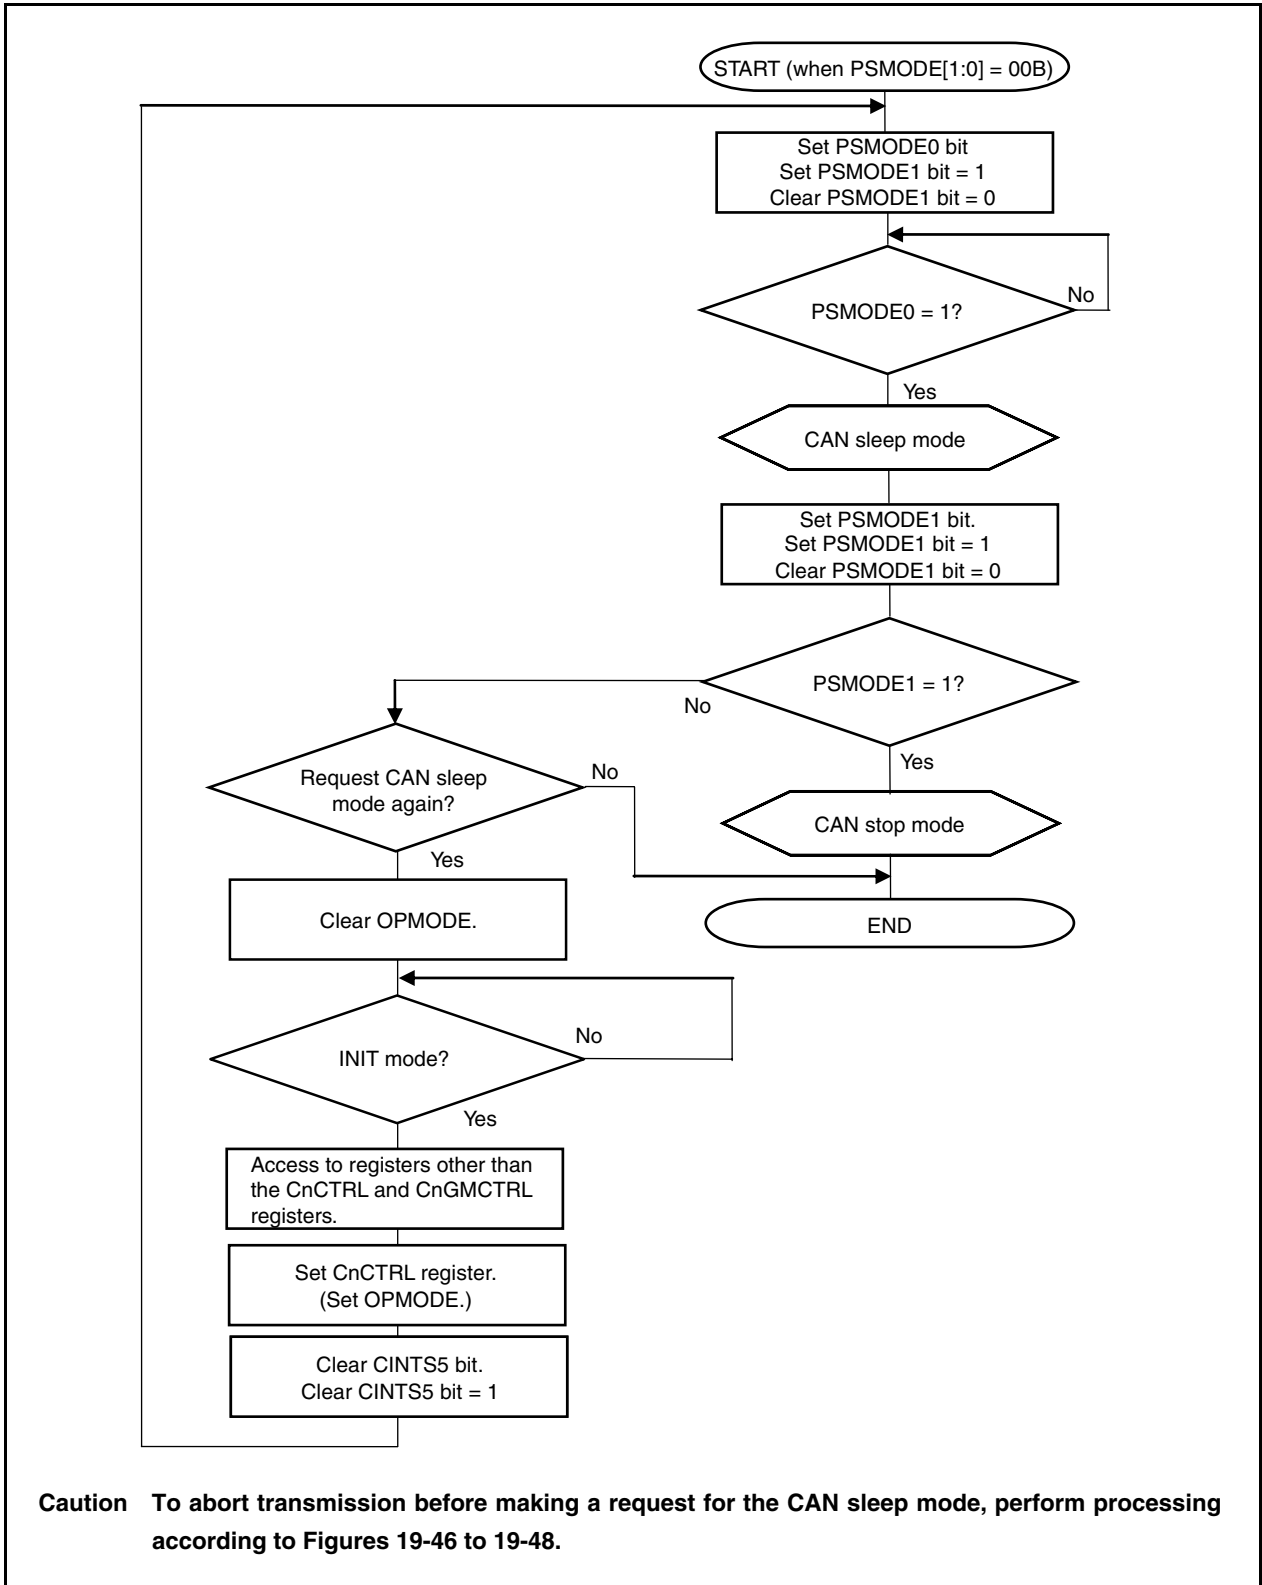 START (when PSMODE[1:0] = 00B)
Set PSMODE0 bit
Set PSMODE1 bit = 1
Clear PSMODE1 bit = 0
PSMODE0 = 1?
No
Yes
CAN sleep mode
Set PSMODE1 bit.
Set PSMODE1 bit = 1
Clear PSMODE1 bit = 0
PSMODE1 = 1?
No
Yes
CAN stop mode
END
Request CAN sleep
mode again?
No
Yes
Clear OPMODE.
INIT mode?
No
Yes
Access to registers other than
the CnCTRL and CnGMCTRL
registers.
Set CnCTRL register.
(Set OPMODE.)
Clear CINTS5 bit.
Clear CINTS5 bit = 1
Caution To abort transmission before making a request for the CAN sleep mode, perform processing
according to Figures 19-46 to 19-48.